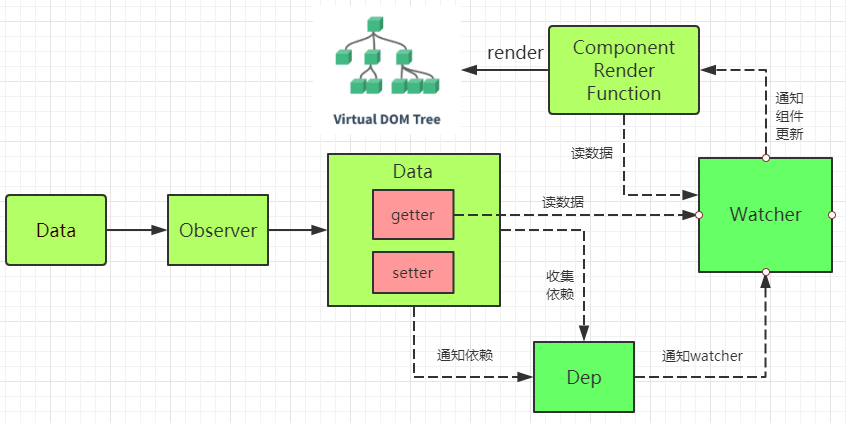 render
Component
Render
Function
通知
组件
更新
Virtual DOM Tree
读数据
Data
Observer
Data
getter
setter
读数据
Watcher
收集
依赖
通知依赖
Dep
通知watcher